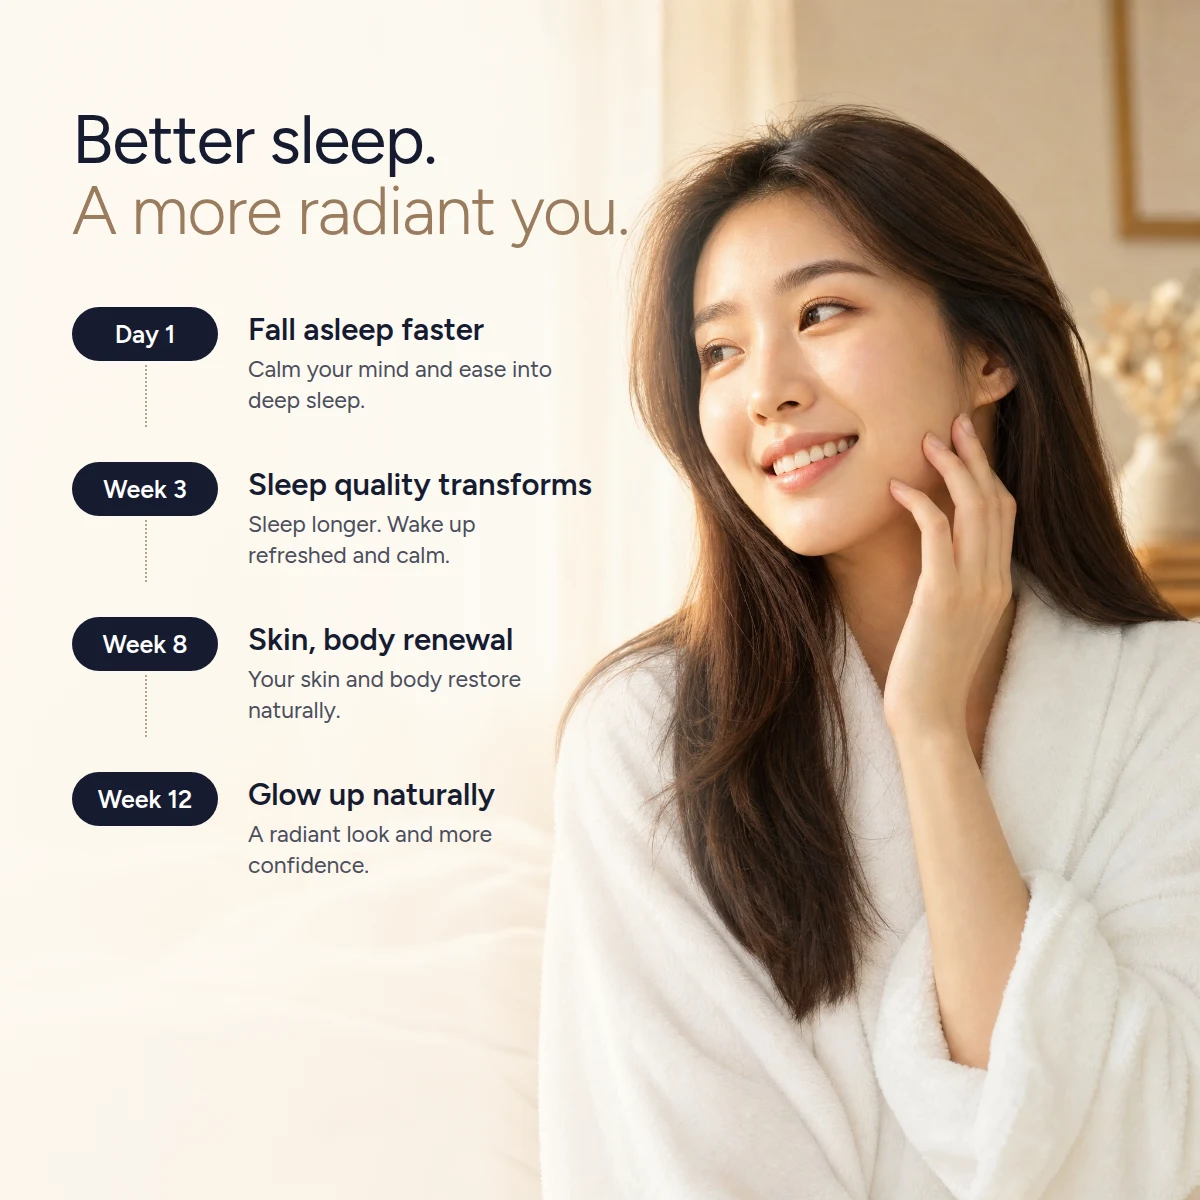 Better sleep.
A more radiant you.
Day 1
Fall asleep faster
Calm your mind and ease into
deep sleep.
Week 3
Sleep quality transforms
Sleep longer. Wake up
refreshed and calm.
Week 8
Skin, body renewal
Your skin and body restore
naturally.
Week 12
Glow up naturally
A radiant look and more
confidence.